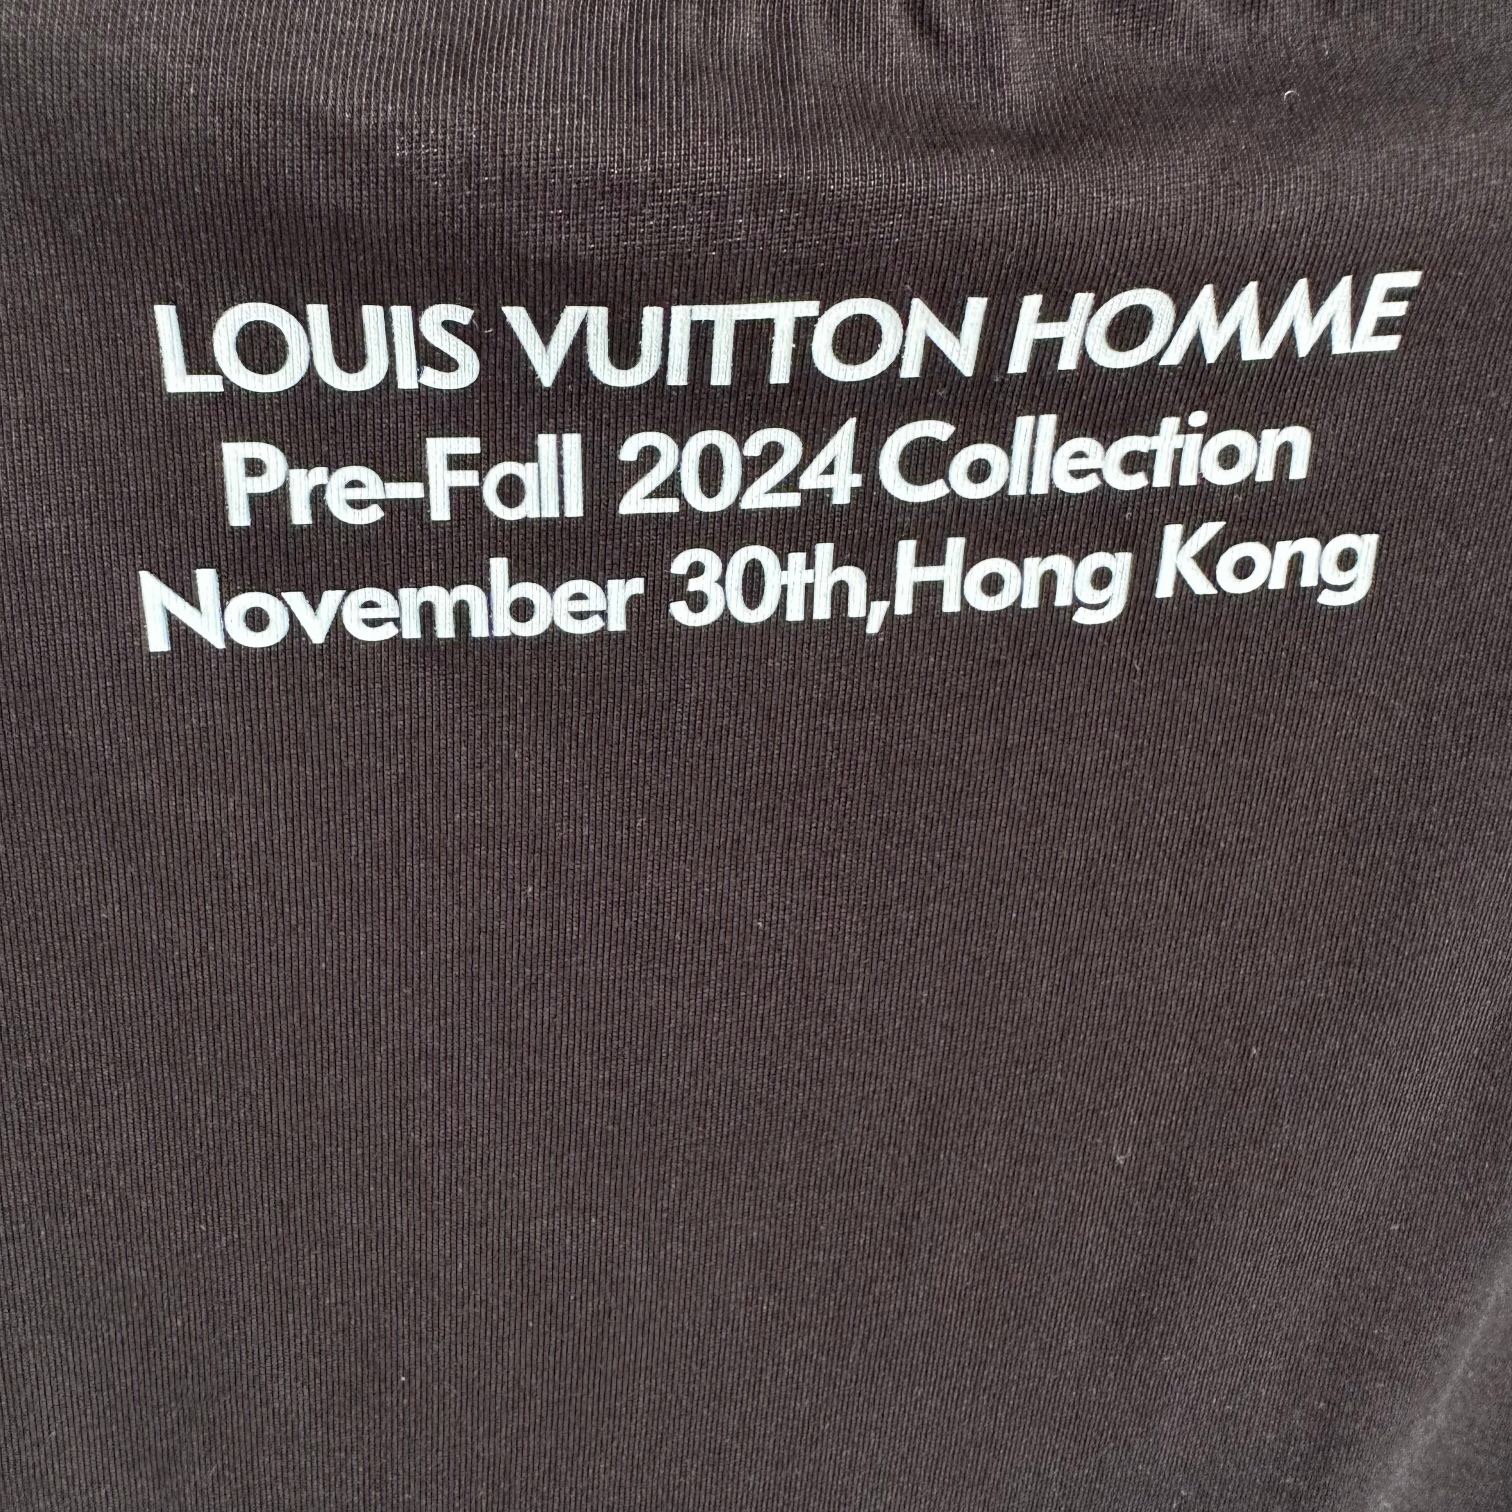 LOUIS VUITTON HOMME
Pre-Fall 2024 Collection
November 30th,Hong Kong